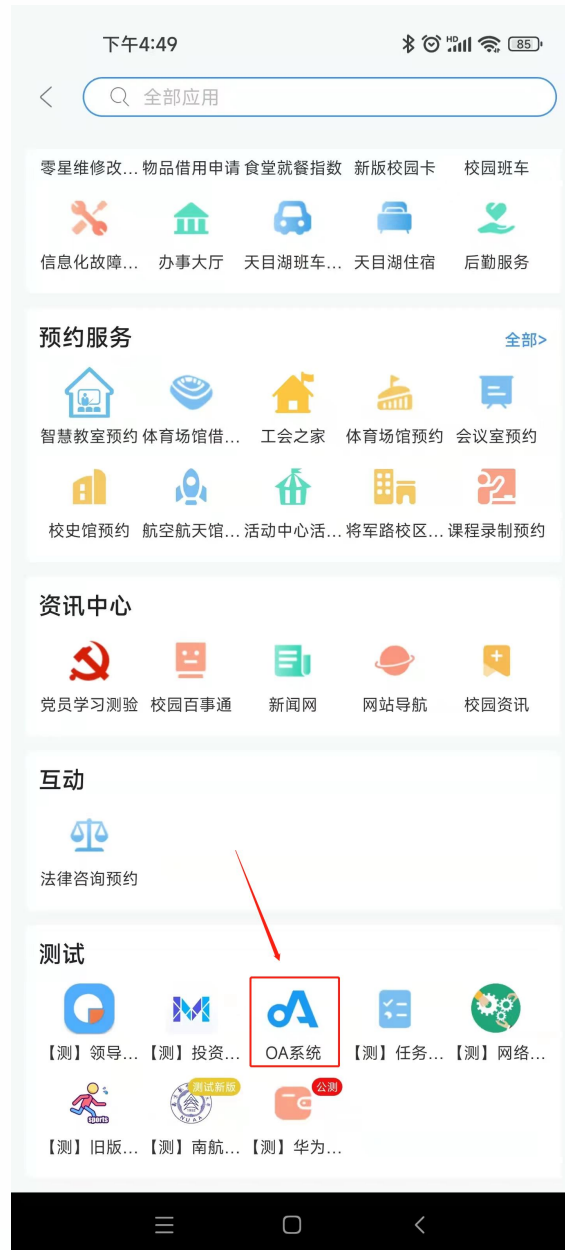 下午4:49
HD
85
全部应用
零星维修改... 物品借用申请 食堂就餐指数 新版校园卡 校园班车
信息化故障... 办事大厅 天目湖班车... 天目湖住宿 后勤服务
预约服务 全部>
智慧教室预约 体育场馆借... 工会之家 体育场馆预约 会议室预约
校史馆预约 航空航天馆... 活动中心活... 将军路校区... 课程录制预约
资讯中心
党员学习测验 校园百事通 新闻网 网站导航 校园资讯
互动
法律咨询预约
测试
【测】领导... 【测】投资... OA系统 【测】任务... 【测】网络...
sports 测试新版 NUAA 公测
【测】旧版... 【测】南航... 【测】华为...